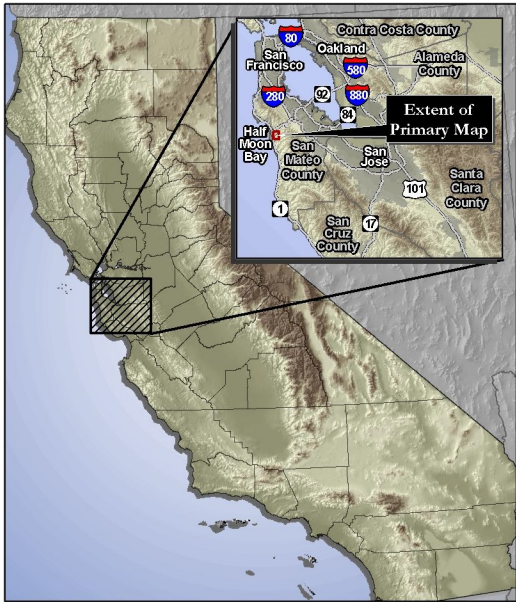 Contra Costa County
80
San
Francisco
Oakland
580
Alameda
County
280
92
880
84
Extent of
Primary Map
Half
Moon
Bay
San
Mateo
County
San
Jose
Santa
Clara
County
101
1
17
San
Cruz
County